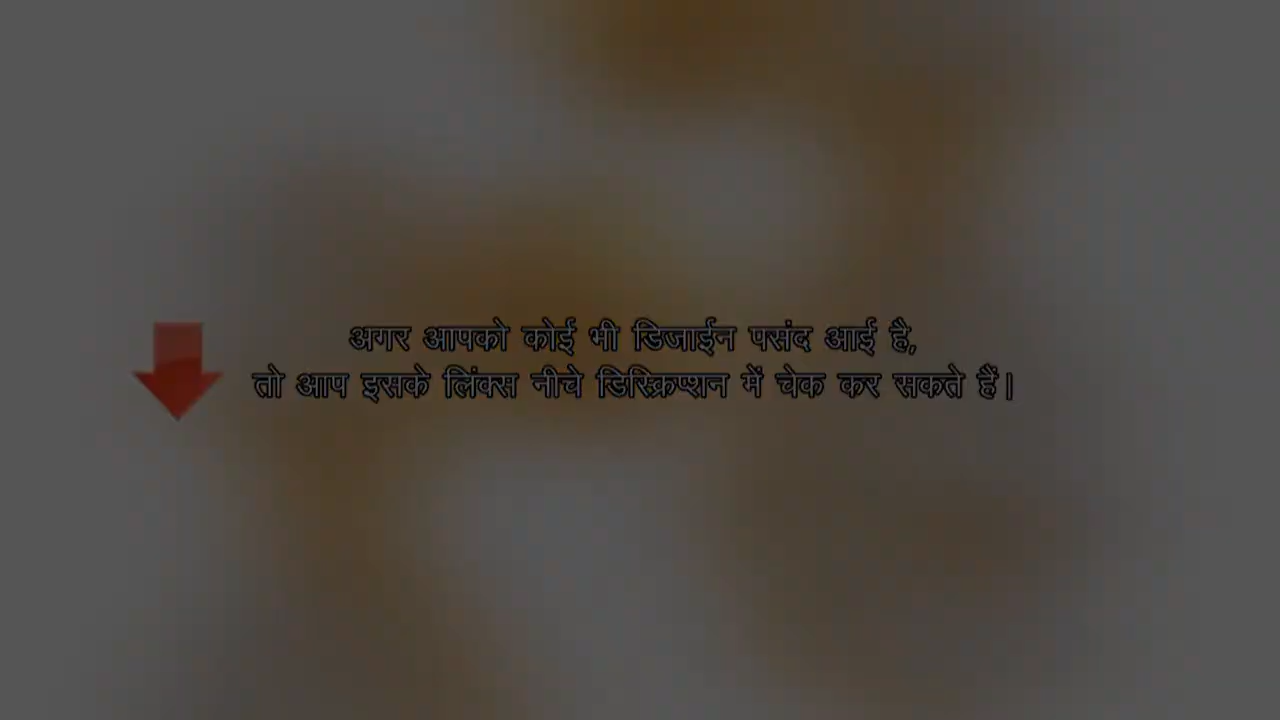 अगर आपको कोई भी डिजाईन पसंद आई है,
तो आप इसके लिंक्स नीचे डिस्क्रिप्शन में चेक कर सकते हैं।